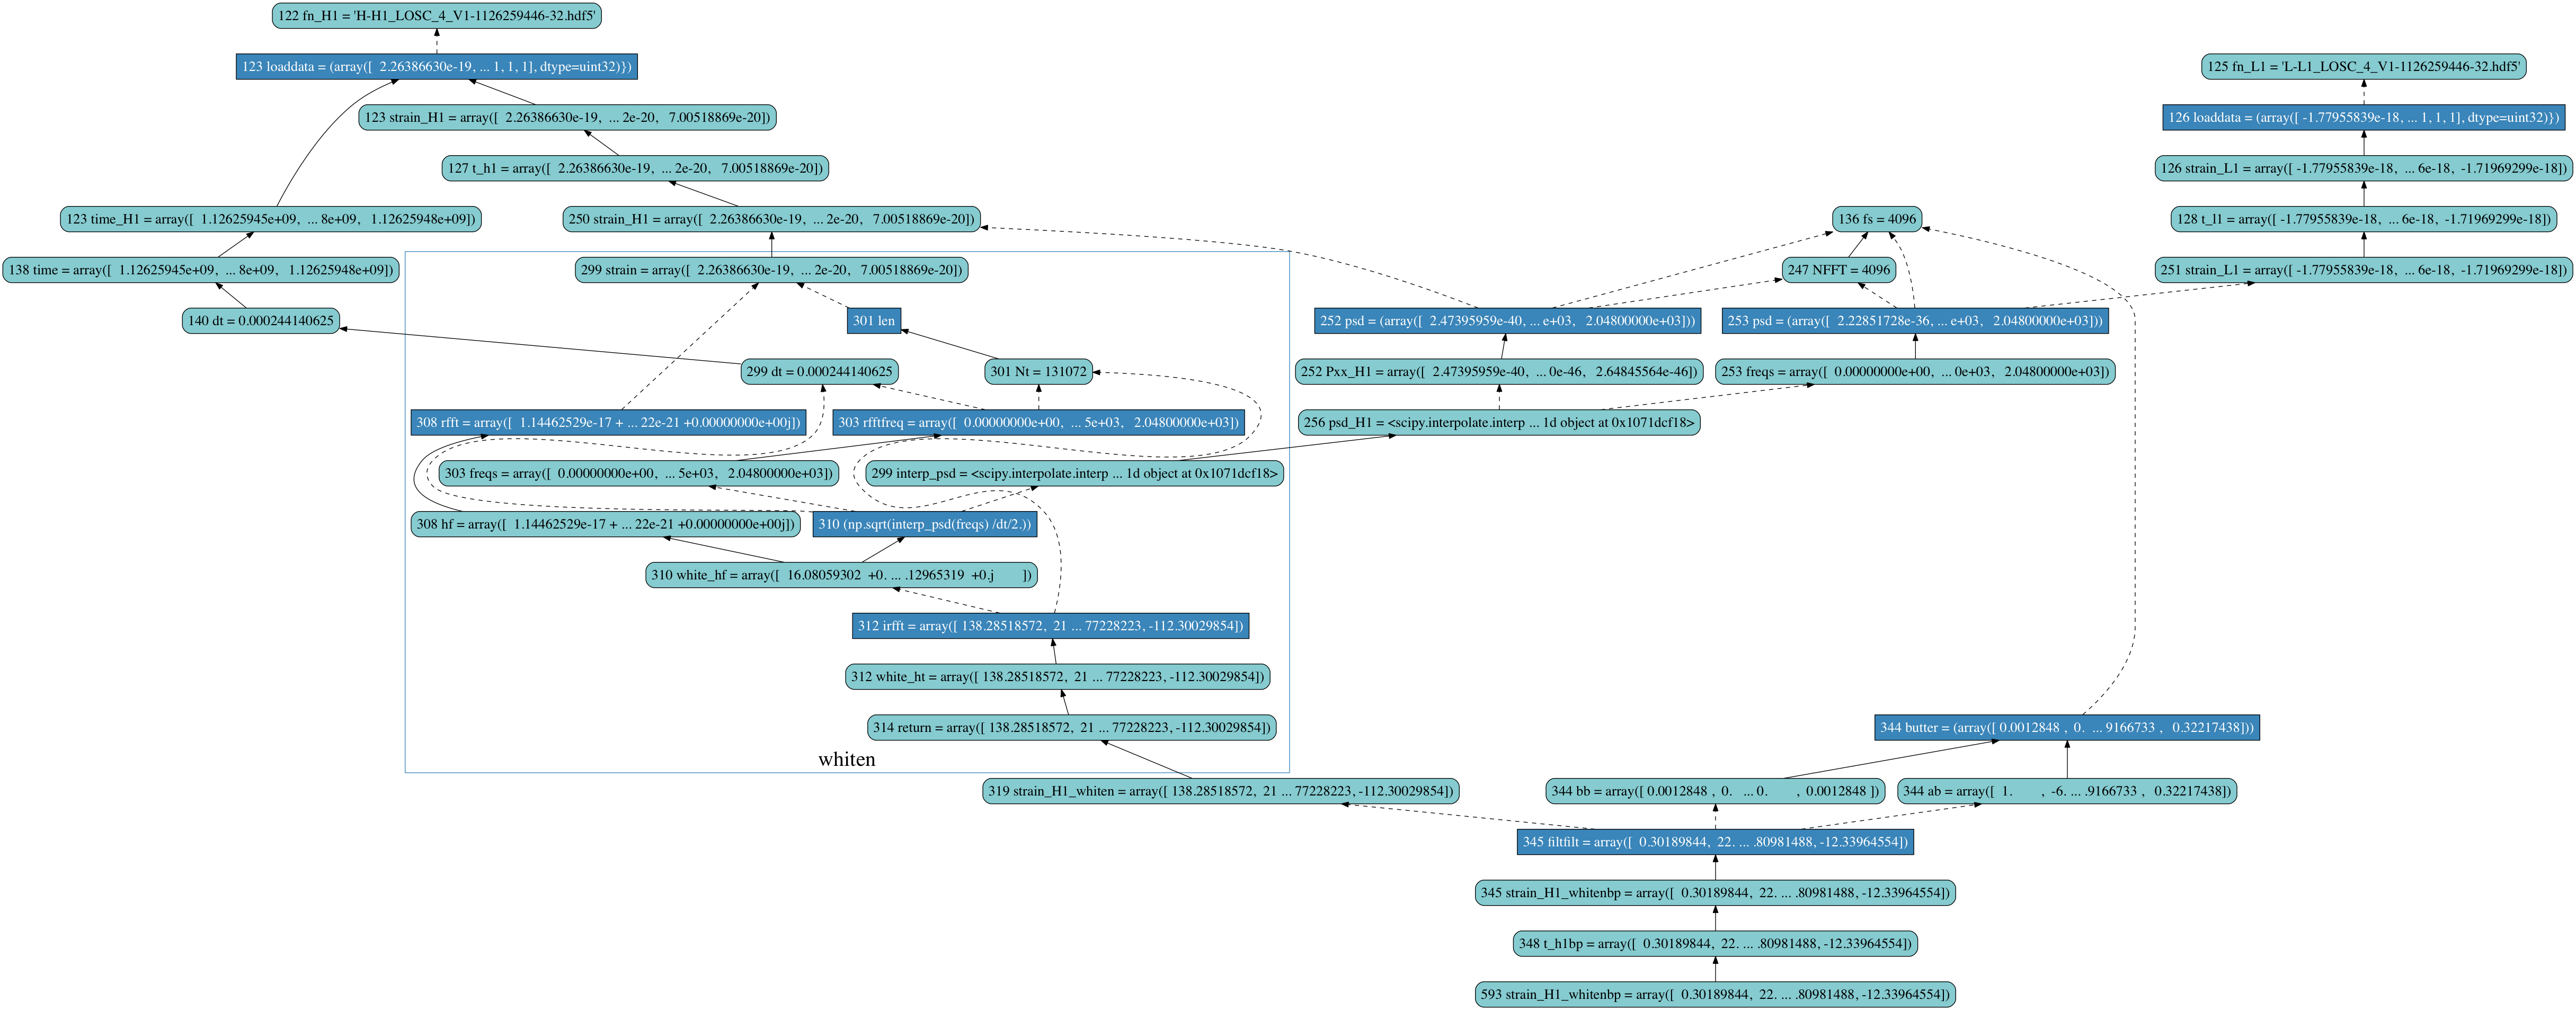 122 fn_H1 = 'H-H1_LOSC_4_V1-1126259446-32.hdf5'
123 loaddata = (array([  2.26386630e-19, ... 1, 1, 1], dtype=uint32)})
125 fn_L1 = 'L-L1_LOSC_4_V1-1126259446-32.hdf5'
123 strain_H1 = array([  2.26386630e-19,  ... 2e-20,   7.00518869e-20])
126 loaddata = (array([ -1.77955839e-18, ... 1, 1, 1], dtype=uint32)})
127 t_h1 = array([  2.26386630e-19,  ... 2e-20,   7.00518869e-20])
126 strain_L1 = array([ -1.77955839e-18,  ... 6e-18,  -1.71969299e-18])
123 time_H1 = array([  1.12625945e+09,  ... 8e+09,   1.12625948e+09])
250 strain_H1 = array([  2.26386630e-19,  ... 2e-20,   7.00518869e-20])
136 fs = 4096
128 t_l1 = array([ -1.77955839e-18,  ... 6e-18,  -1.71969299e-18])
138 time = array([  1.12625945e+09,  ... 8e+09,   1.12625948e+09])
299 strain = array([  2.26386630e-19,  ... 2e-20,   7.00518869e-20])
247 NFFT = 4096
251 strain_L1 = array([ -1.77955839e-18,  ... 6e-18,  -1.71969299e-18])
140 dt = 0.000244140625
301 len
252 psd = (array([  2.47395959e-40, ... e+03,   2.04800000e+03]))
253 psd = (array([  2.22851728e-36, ... e+03,   2.04800000e+03]))
299 dt = 0.000244140625
301 Nt = 131072
252 Pxx_H1 = array([  2.47395959e-40,  ... 0e-46,   2.64845564e-46])
253 freqs = array([  0.00000000e+00,  ... 0e+03,   2.04800000e+03])
308 rfft = array([  1.14462529e-17 + ... 22e-21 +0.00000000e+00j])
303 rfftfreq = array([  0.00000000e+00,  ... 5e+03,   2.04800000e+03])
256 psd_H1 = <scipy.interpolate.interp ... 1d object at 0x1071dcf18>
303 freqs = array([  0.00000000e+00,  ... 5e+03,   2.04800000e+03])
299 interp_psd = <scipy.interpolate.interp ... 1d object at 0x1071dcf18>
308 hf = array([  1.14462529e-17 + ... 22e-21 +0.00000000e+00j])
310 (np.sqrt(interp_psd(freqs) /dt/2.))
310 white_hf = array([  16.08059302  +0. ... .12965319  +0.j        ])
312 irfft = array([ 138.28518572,  21 ... 77228223, -112.30029854])
312 white_ht = array([ 138.28518572,  21 ... 77228223, -112.30029854])
314 return = array([ 138.28518572,  21 ... 77228223, -112.30029854])
344 butter = (array([ 0.0012848 ,  0.  ... 9166733 ,   0.32217438]))
whiten
319 strain_H1_whiten = array([ 138.28518572,  21 ... 77228223, -112.30029854])
344 bb = array([ 0.0012848 ,  0.   ... 0.        ,  0.0012848 ])
344 ab = array([  1.        ,  -6. ... .9166733 ,   0.32217438])
345 filtfilt = array([  0.30189844,  22. ... .80981488, -12.33964554])
345 strain_H1_whitenbp = array([  0.30189844,  22. ... .80981488, -12.33964554])
348 t_h1bp = array([  0.30189844,  22. ... .80981488, -12.33964554])
593 strain_H1_whitenbp = array([  0.30189844,  22. ... .80981488, -12.33964554])